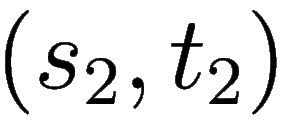 (s₂, t₂)